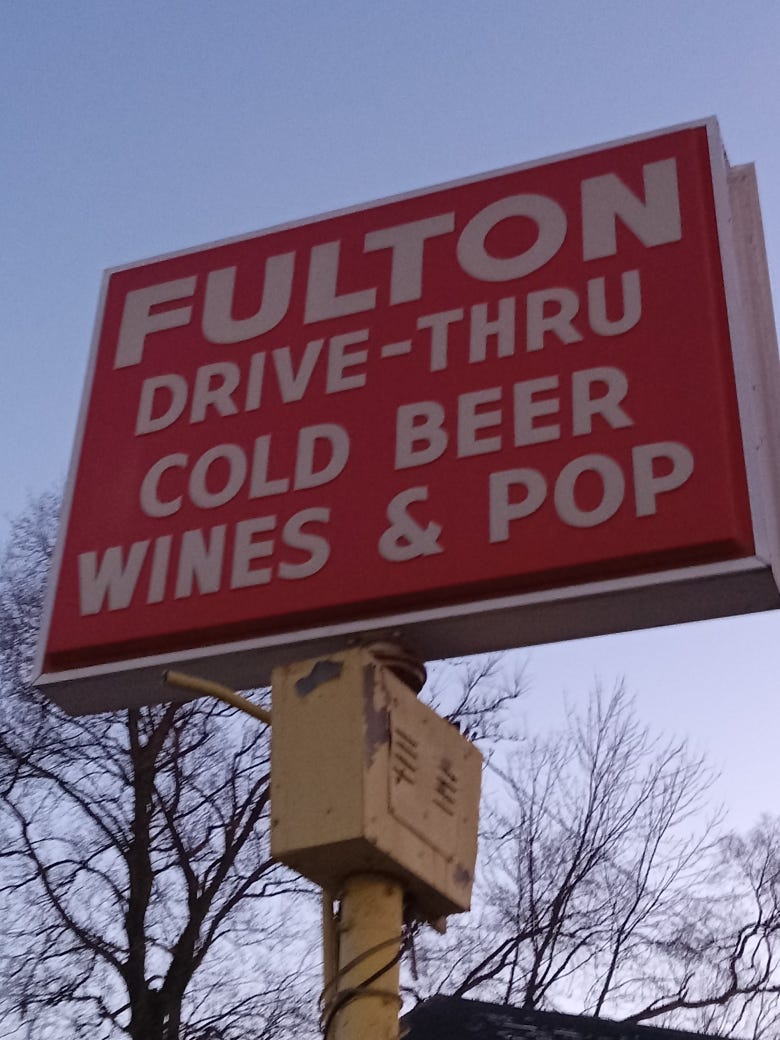 FULTON
DRIVE-THRU
COLD BEER
WINES & POP